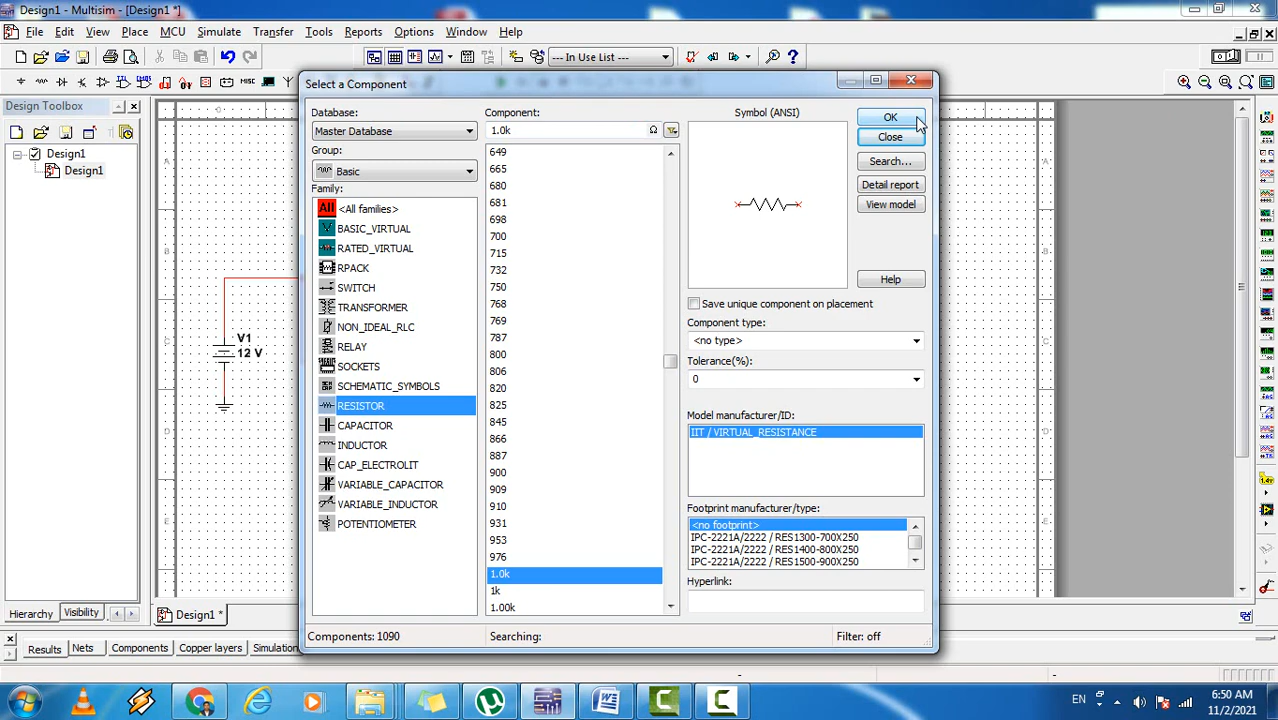 Design1 - Multisim - [Design1 *]
File Edit View Place MCU Simulate Transfer Tools Reports Options Window Help
--- In Use List ---
Design Toolbox
Design1
Design1
V1
12 V
Hierarchy Visibility
Design1 *
Results Nets Components Copper layers Simulation
Select a Component
Database:
Master Database
Group:
Basic
Family:
All <All families>
BASIC_VIRTUAL
RATED_VIRTUAL
RPACK
SWITCH
TRANSFORMER
NON_IDEAL_RLC
RELAY
SOCKETS
SCHEMATIC_SYMBOLS
RESISTOR
CAPACITOR
INDUCTOR
CAP_ELECTROLIT
VARIABLE_CAPACITOR
VARIABLE_INDUCTOR
POTENTIOMETER
Component:
1.0k Ω
649
665
680
681
698
700
715
732
750
768
769
787
800
806
820
825
845
866
887
900
909
910
931
953
976
1.0k
1k
1.00k
Symbol (ANSI)
OK
Close
Search...
Detail report
View model
Help
Save unique component on placement
Component type:
<no type>
Tolerance(%):
0
Model manufacturer/ID:
IIT / VIRTUAL_RESISTANCE
Footprint manufacturer/type:
<no footprint>
IPC-2221A/2222 / RES1300-700X250
IPC-2221A/2222 / RES1400-800X250
IPC-2221A/2222 / RES1500-900X250
Hyperlink:
Components: 1090 Searching: Filter: off
A
B
C
E
A
B
C
E
EN
6:50 AM
11/2/2021